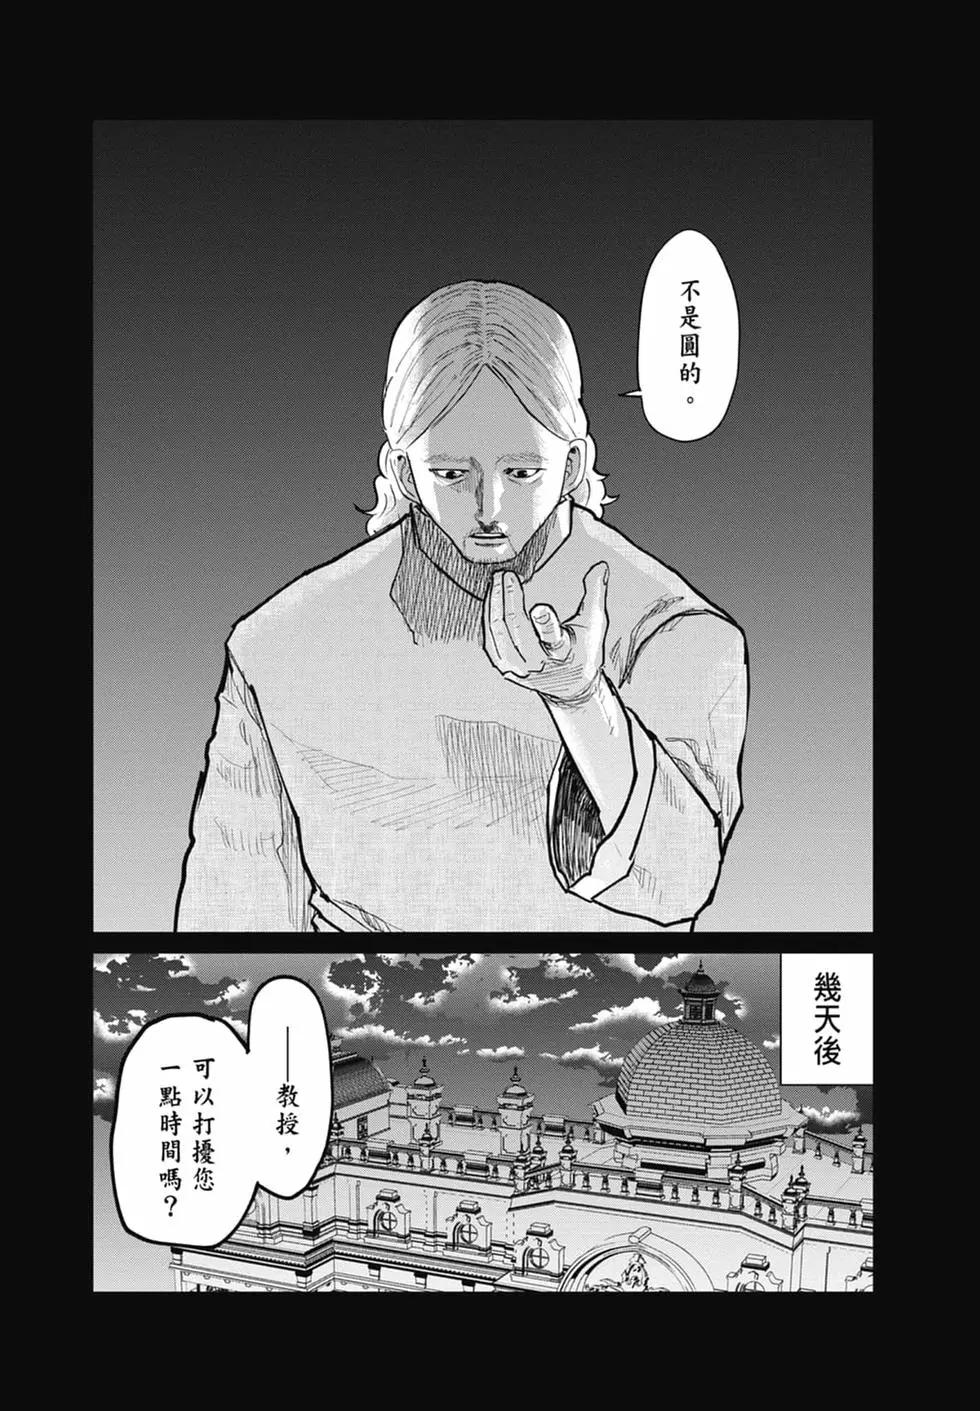 不是圓的。
幾天後
——教授，
可以打擾您
一點時間嗎？